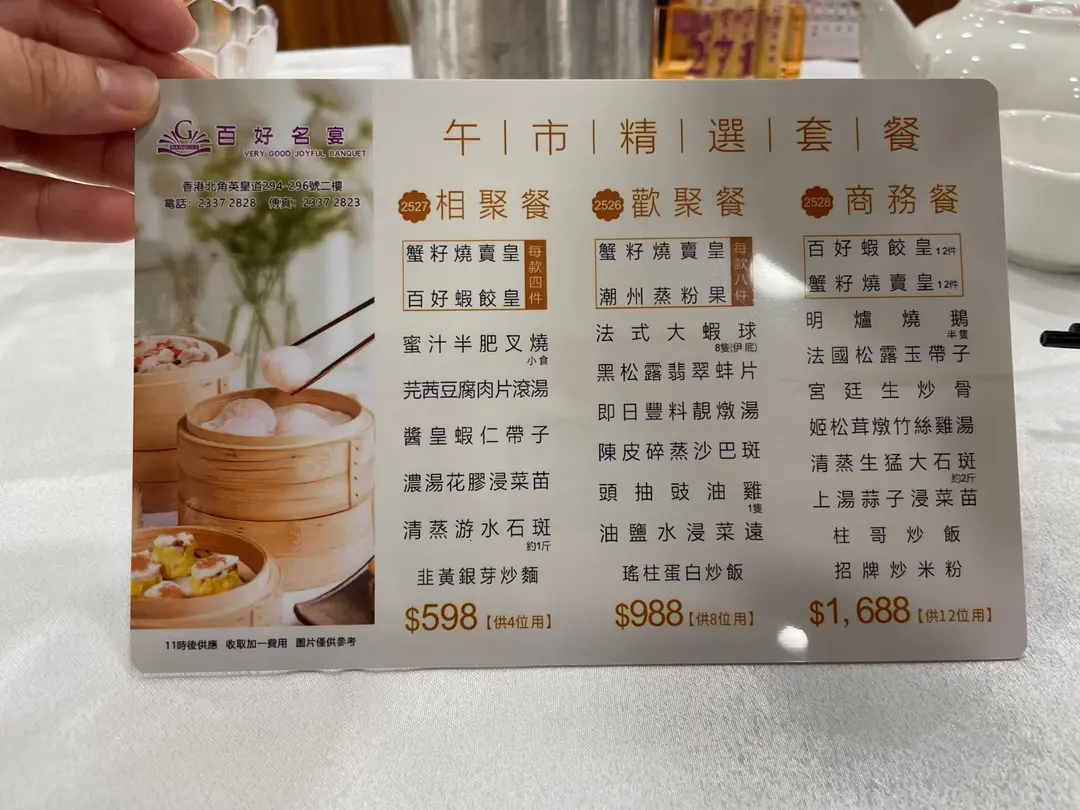 271
G
BANQUET
百好名宴
VERY GOOD JOYFUL BANQUET
香港北角英皇道294-296號二樓
電話：2337 2828 傳真：2337 2823
午|市|精|選|套|餐
2527 相聚餐
蟹籽燒賣皇
百好蝦餃皇
每款四件
蜜汁半肥叉燒
小食
芫茜豆腐肉片滾湯
醬皇蝦仁帶子
濃湯花膠浸菜苗
清蒸游水石斑
約1斤
韭黃銀芽炒麵
$598【供4位用】
2526 歡聚餐
蟹籽燒賣皇
潮州蒸粉果
每款八件
法式大蝦球
8隻(伊底)
黑松露翡翠蚌片
即日豐料靚燉湯
陳皮碎蒸沙巴斑
頭抽豉油雞
1隻
油鹽水浸菜遠
瑤柱蛋白炒飯
$988【供8位用】
2528 商務餐
百好蝦餃皇12件
蟹籽燒賣皇12件
明爐燒鵝
半隻
法國松露玉帶子
宮廷生炒骨
姬松茸燉竹絲雞湯
清蒸生猛大石斑
約2斤
上湯蒜子浸菜苗
柱哥炒飯
招牌炒米粉
$1,688【供12位用】
11時後供應 收取加一費用 圖片僅供參考